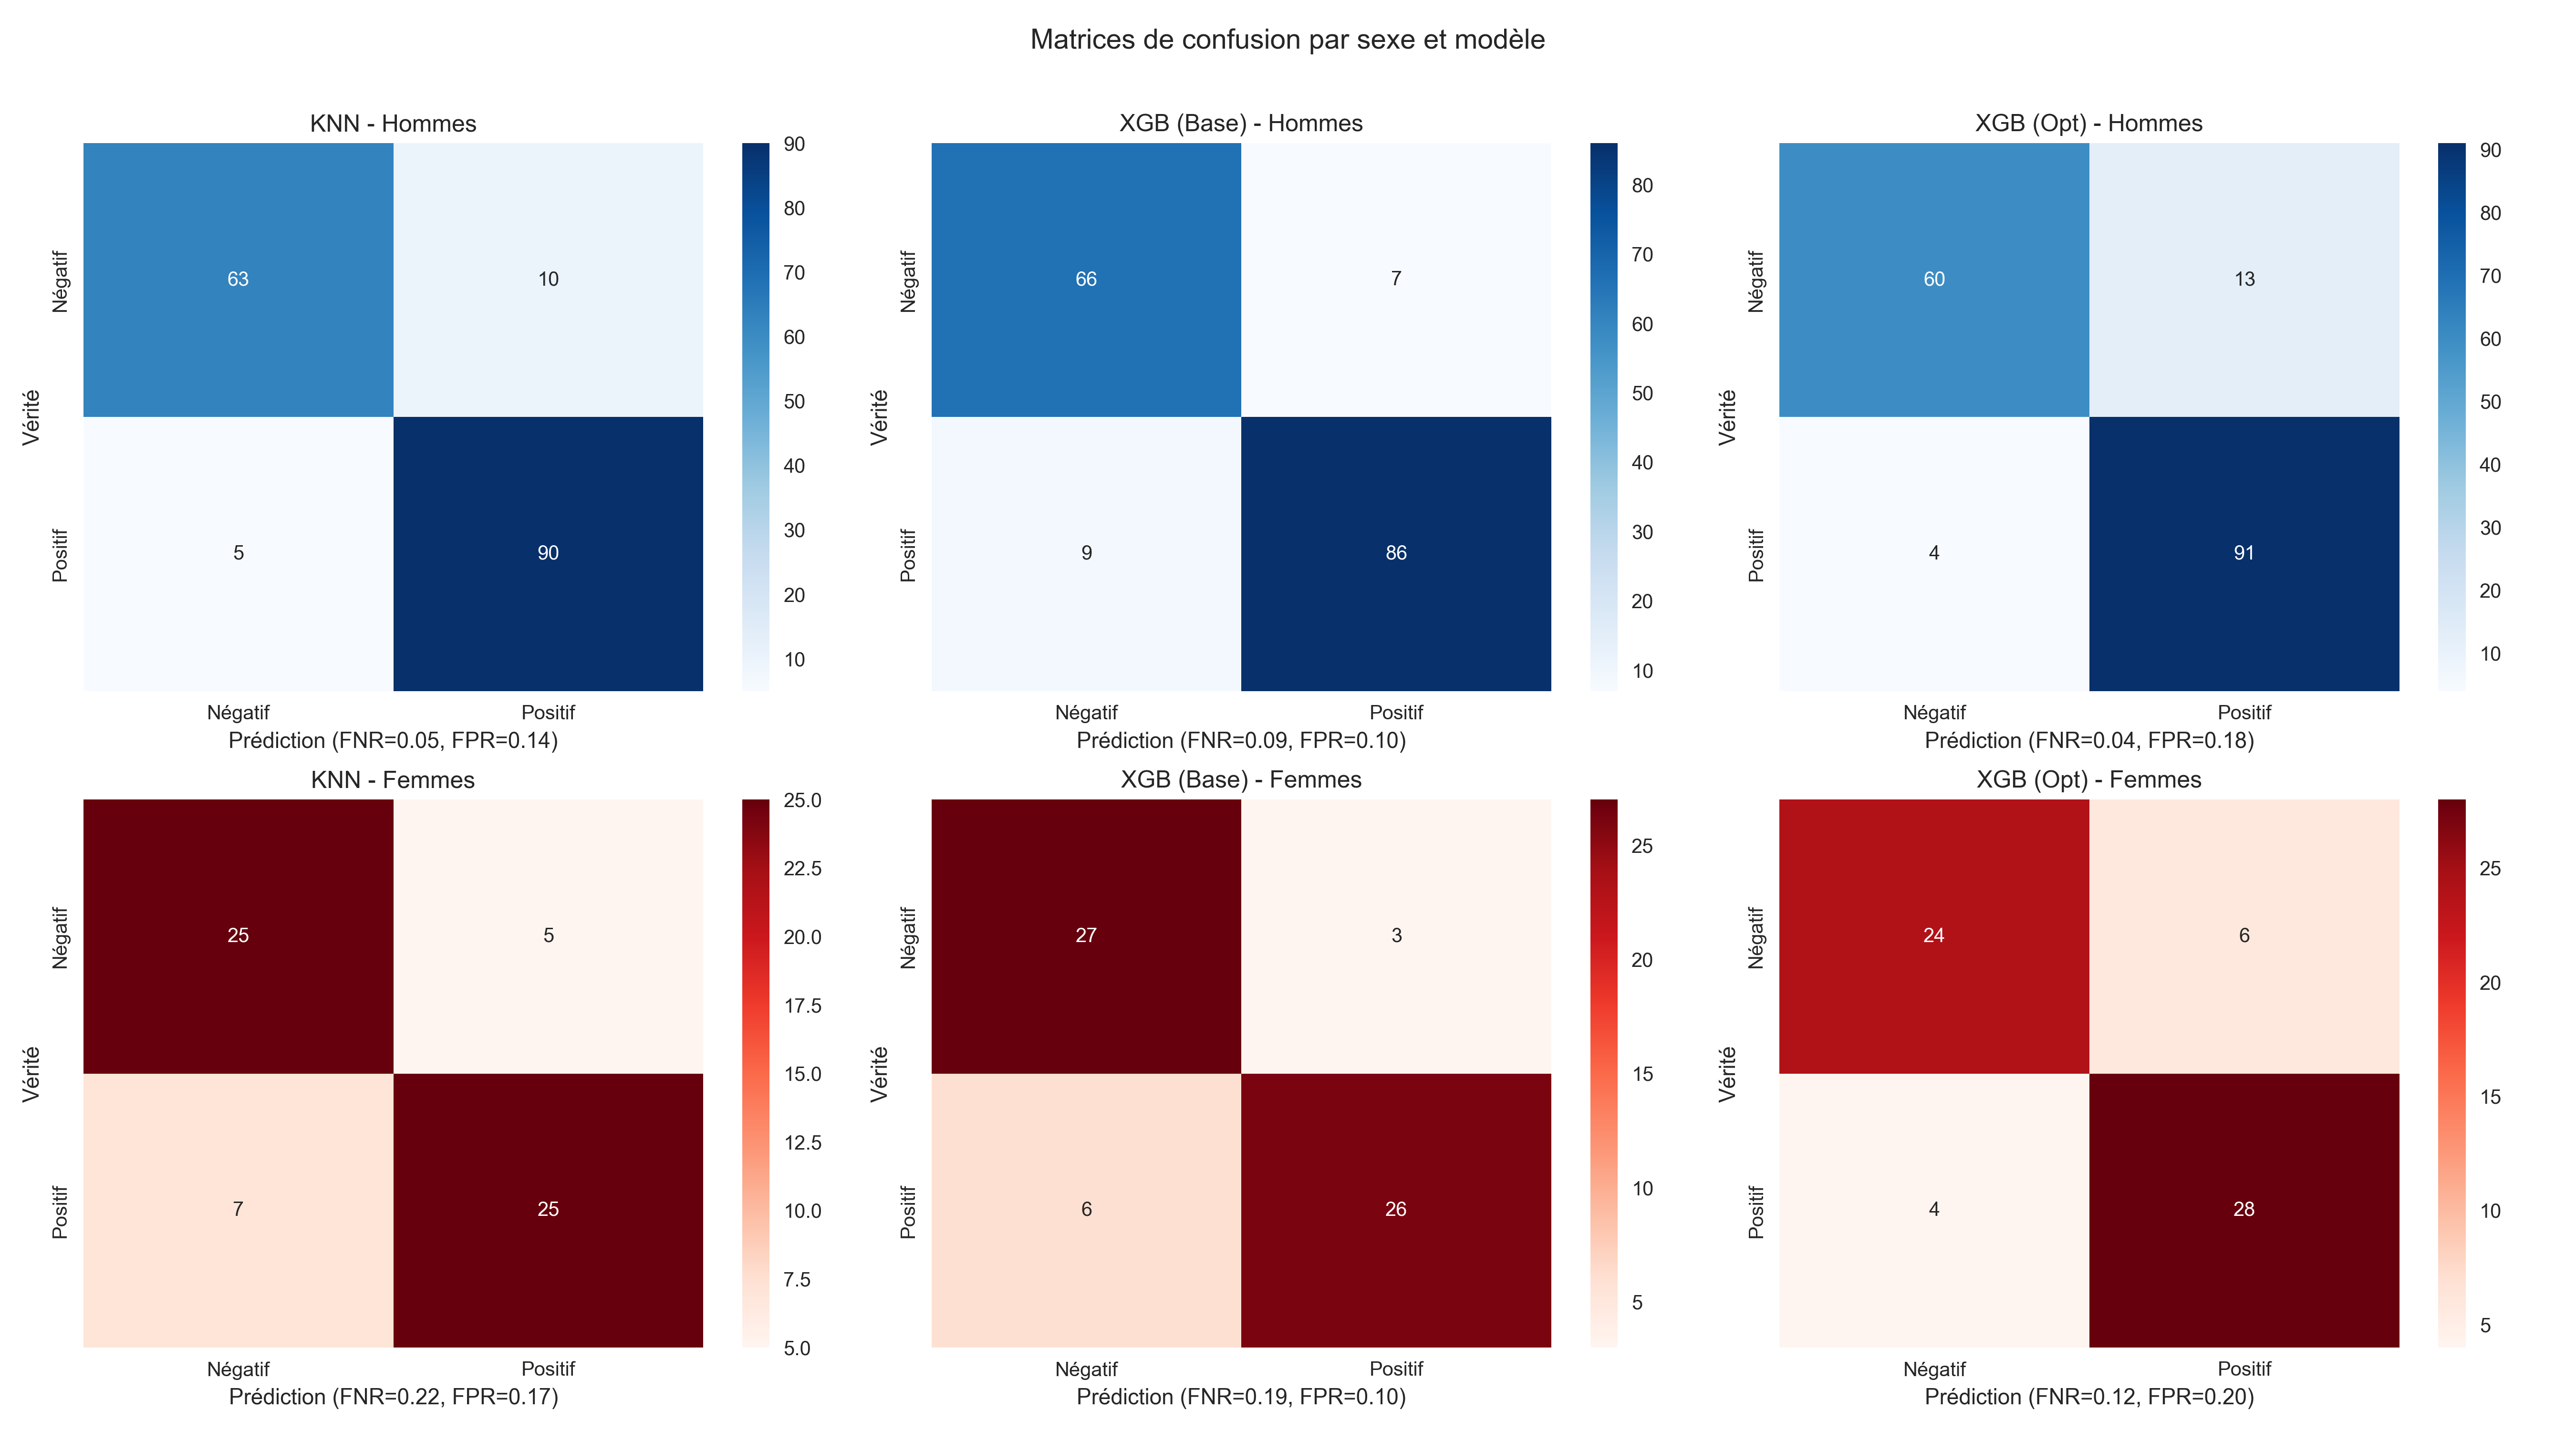 Matrices de confusion par sexe et modèle
KNN - Hommes
Vérité
Négatif
Positif
63
10
5
90
90
80
70
60
50
40
30
20
10
Négatif
Positif
Prédiction (FNR=0.05, FPR=0.14)
XGB (Base) - Hommes
Vérité
Négatif
Positif
66
7
9
86
80
70
60
50
40
30
20
10
Négatif
Positif
Prédiction (FNR=0.09, FPR=0.10)
XGB (Opt) - Hommes
Vérité
Négatif
Positif
60
13
4
91
90
80
70
60
50
40
30
20
10
Négatif
Positif
Prédiction (FNR=0.04, FPR=0.18)
KNN - Femmes
Vérité
Négatif
Positif
25
5
7
25
25.0
22.5
20.0
17.5
15.0
12.5
10.0
7.5
5.0
Négatif
Positif
Prédiction (FNR=0.22, FPR=0.17)
XGB (Base) - Femmes
Vérité
Négatif
Positif
27
3
6
26
25
20
15
10
5
Négatif
Positif
Prédiction (FNR=0.19, FPR=0.10)
XGB (Opt) - Femmes
Vérité
Négatif
Positif
24
6
4
28
25
20
15
10
5
Négatif
Positif
Prédiction (FNR=0.12, FPR=0.20)